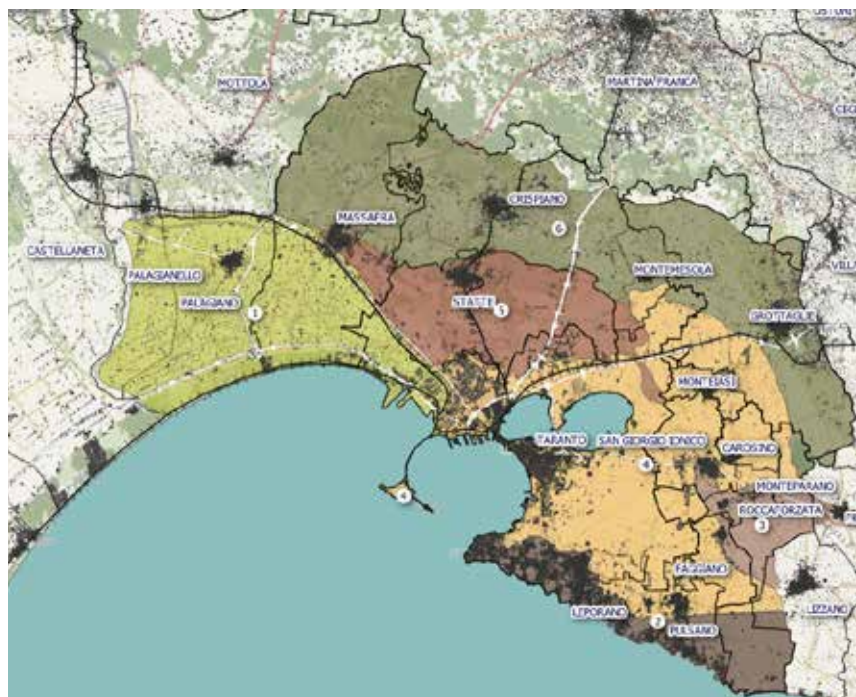 MOTTOLA
MARTINA FRANCA
CRISPIANO
6
MASSAFRA
CASTELLANETA
PALAGIANELLO
MONTEMESOLA
PALAGIANO
1
STATTE
5
GROTTAGLIE
MONTEIASI
TARANTO
SAN GIORGIO IONICO
4
CAROSINO
MONTEPARANO
4
ROCCAFORZATA
3
FAGGIANO
LEPORANO
2
PULSANO
LIZZANO